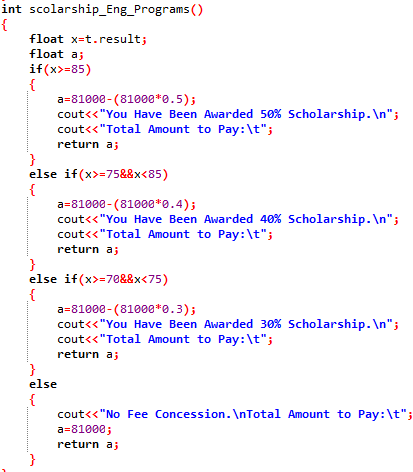 int scolarship_Eng_Programs()
{
float x=t.result;
float a;
if(x>=85)
{
a=81000-(81000*0.5);
cout<<"You Have Been Awarded 50% Scholarship.\n";
cout<<"Total Amount to Pay:\t";
return a;
}
else if(x>=75&&x<85)
{
a=81000-(81000*0.4);
cout<<"You Have Been Awarded 40% Scholarship.\n";
cout<<"Total Amount to Pay:\t";
return a;
}
else if(x>=70&&x<75)
{
a=81000-(81000*0.3);
cout<<"You Have Been Awarded 30% Scholarship.\n";
cout<<"Total Amount to Pay:\t";
return a;
}
else
{
cout<<"No Fee Concession.\nTotal Amount to Pay:\t";
a=81000;
return a;
}